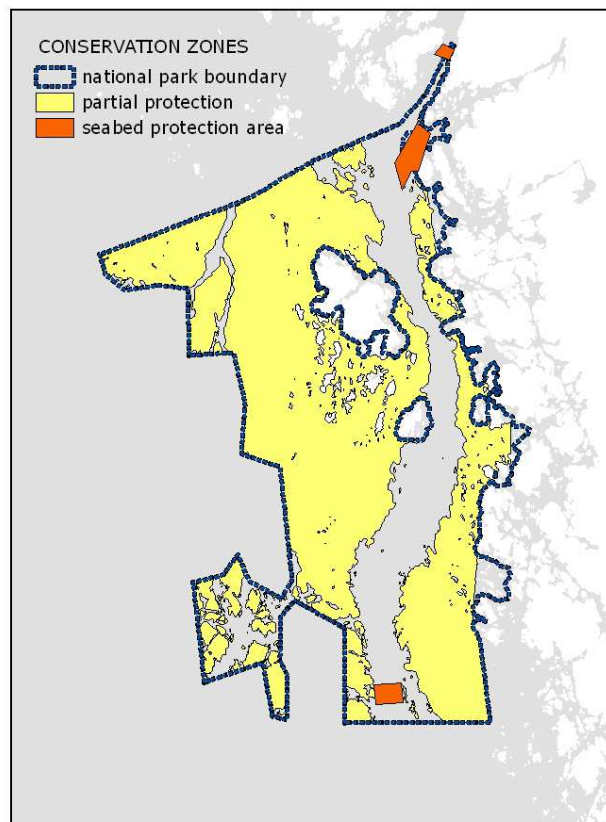 CONSERVATION ZONES
national park boundary
partial protection
seabed protection area